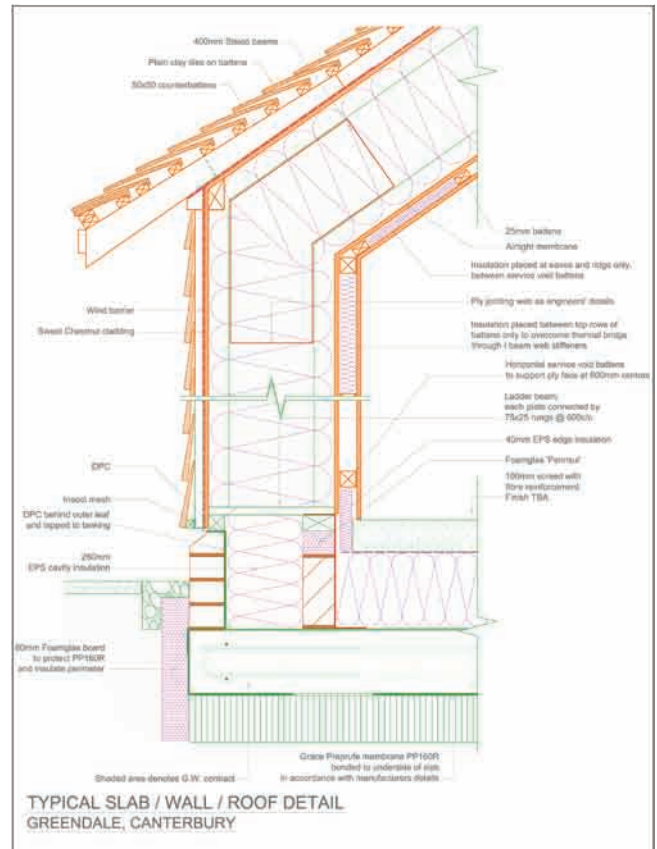 400mm Steico beams
Plain clay tiles on battens
50x50 counterbattens
25mm battens
Airtight membrane
Insulation placed at eaves and ridge only,
between service void battens
Wind barrier
Ply jointing web as engineers' details
Sweet Chestnut cladding
Insulation placed between top rows of
battens only to overcome thermal bridge
through I beam web stiffeners
Horizontal service void battens
to support ply face at 600mm centres
Ladder beam,
each plate connected by
75x25 rungs @ 600c/c
40mm EPS edge insulation
DPC
Foamglas 'Perinsul'
Insect mesh
100mm screed with
fibre reinforcement.
Finish TBA
DPC behind outer leaf
and lapped to tanking
280mm
EPS cavity insulation
80mm Foamglas board
to protect PP160R
and insulate perimeter
Grace Preprufe membrane PP160R
bonded to underside of slab,
in accordance with manufacturers details
Shaded area denotes G.W. contract
TYPICAL SLAB / WALL / ROOF DETAIL
GREENDALE, CANTERBURY